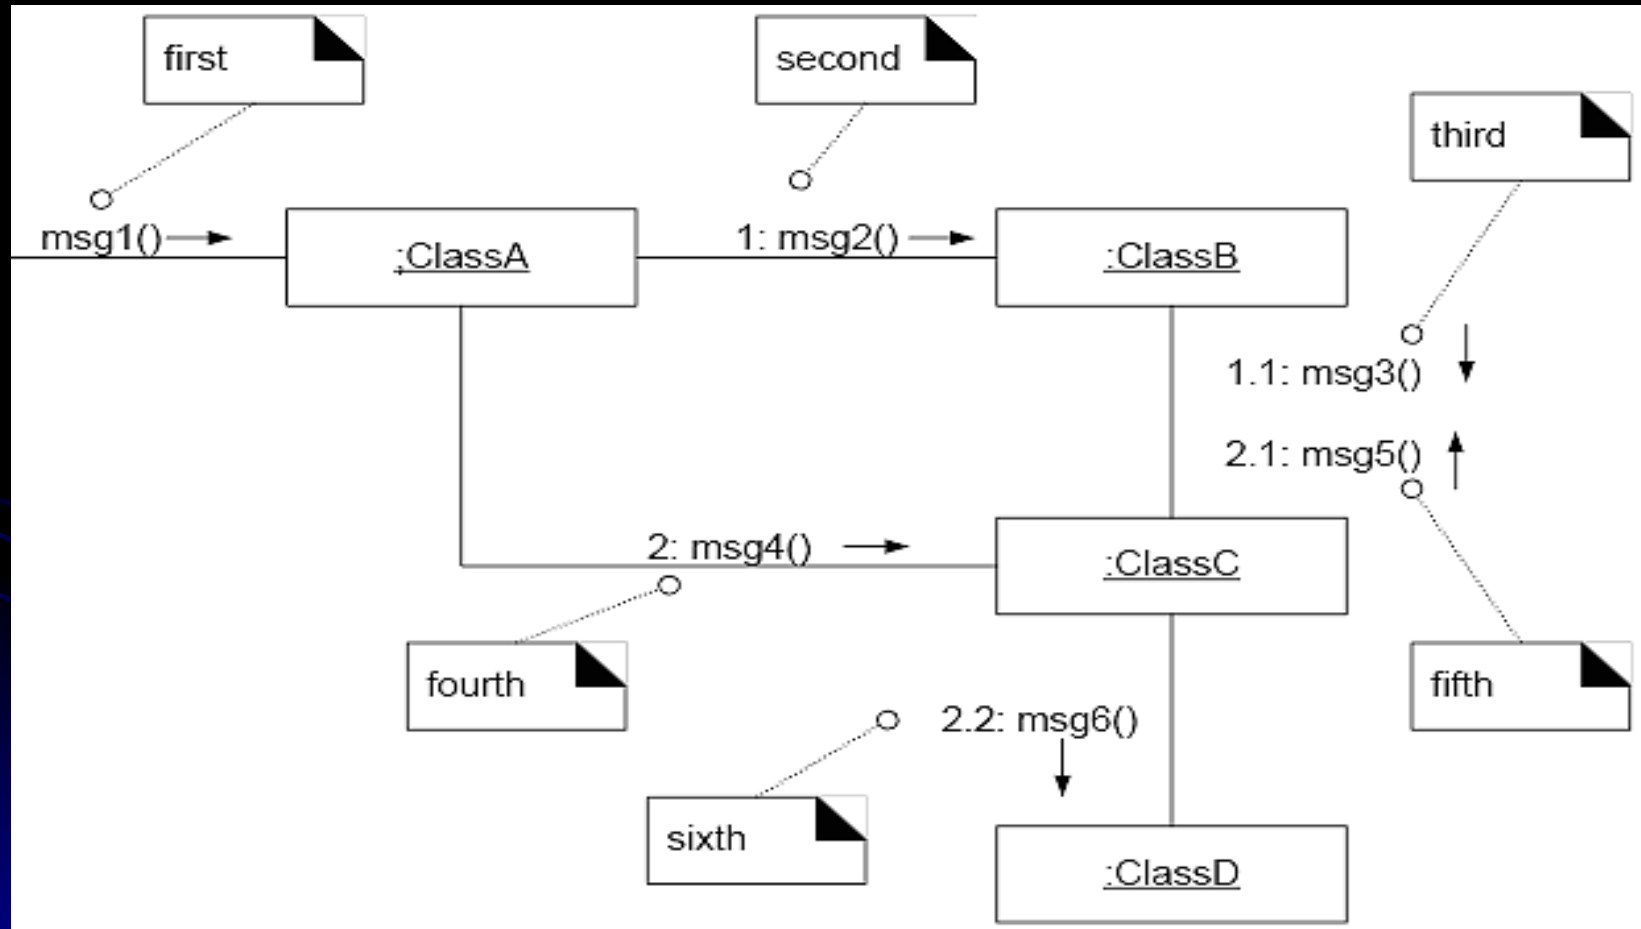 first
second
third
msg1()
:ClassA
1: msg2()
:ClassB
1.1: msg3()
2.1: msg5()
2: msg4()
:ClassC
fourth
fifth
2.2: msg6()
sixth
:ClassD